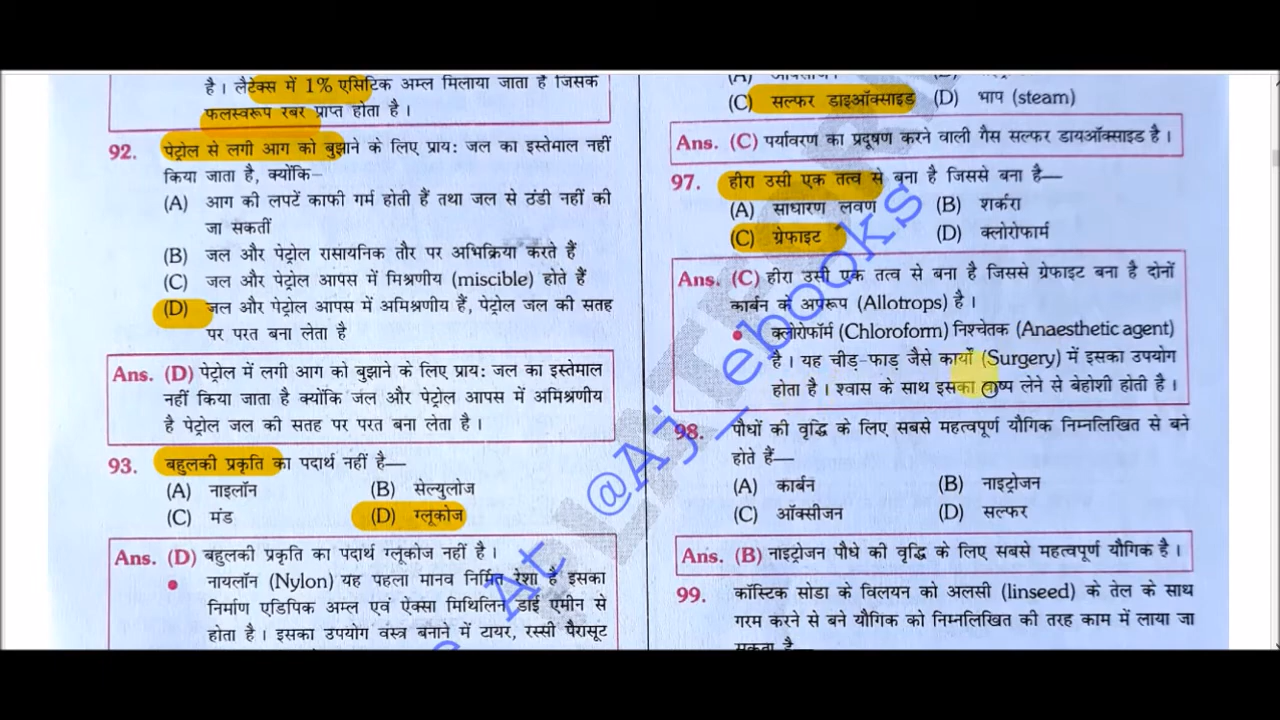 है। लैटेक्स में 1% एसिटिक अम्ल मिलाया जाता है जिसके
फलस्वरूप रबर प्राप्त होता है।
92. पेट्रोल से लगी आग को बुझाने के लिए प्राय: जल का इस्तेमाल नहीं
किया जाता है, क्योंकि–
(A) आग की लपटें काफी गर्म होती हैं तथा जल से ठंडी नहीं की
जा सकतीं
(B) जल और पेट्रोल रासायनिक तौर पर अभिक्रिया करते हैं
(C) जल और पेट्रोल आपस में मिश्रणीय (miscible) होते हैं
(D) जल और पेट्रोल आपस में अमिश्रणीय हैं, पेट्रोल जल की सतह
पर परत बना लेता है
Ans. (D) पेट्रोल में लगी आग को बुझाने के लिए प्राय: जल का इस्तेमाल
नहीं किया जाता है क्योंकि जल और पेट्रोल आपस में अमिश्रणीय
है पेट्रोल जल की सतह पर परत बना लेता है।
93. बहुलकी प्रकृति का पदार्थ नहीं है—
(A) नाइलॉन (B) सेल्युलोज
(C) मंड (D) ग्लूकोज
Ans. (D) बहुलकी प्रकृति का पदार्थ ग्लूकोज नहीं है।
• नायलॉन (Nylon) यह पहला मानव निर्मित रेशा है इसका
निर्माण एडिपिक अम्ल एवं ऐक्सा मिथिलिन डाई एमीन से
होता है। इसका उपयोग वस्त्र बनाने में टायर, रस्सी पैरासूट
(C) सल्फर डाइऑक्साइड (D) भाप (steam)
Ans. (C) पर्यावरण का प्रदूषण करने वाली गैस सल्फर डायऑक्साइड है।
97. हीरा उसी एक तत्व से बना है जिससे बना है—
(A) साधारण लवण (B) शर्करा
(C) ग्रेफाइट (D) क्लोरोफार्म
Ans. (C) हीरा उसी एक तत्व से बना है जिससे ग्रेफाइट बना है दोनों
कार्बन के अपरूप (Allotrops) है।
• क्लोरोफॉर्म (Chloroform) निश्चेतक (Anaesthetic agent)
है। यह चीड़-फाड़ जैसे कार्यों (Surgery) में इसका उपयोग
होता है। श्वास के साथ इसका वाष्प लेने से बेहोशी होती है।
98. पौधों की वृद्धि के लिए सबसे महत्वपूर्ण यौगिक निम्नलिखित से बने
होते हैं—
(A) कार्बन (B) नाइट्रोजन
(C) ऑक्सीजन (D) सल्फर
Ans. (B) नाइट्रोजन पौधे की वृद्धि के लिए सबसे महत्वपूर्ण यौगिक है।
99. कॉस्टिक सोडा के विलयन को अलसी (linseed) के तेल के साथ
गरम करने से बने यौगिक को निम्नलिखित की तरह काम में लाया जा
सकता है
At @Aj_ebooks